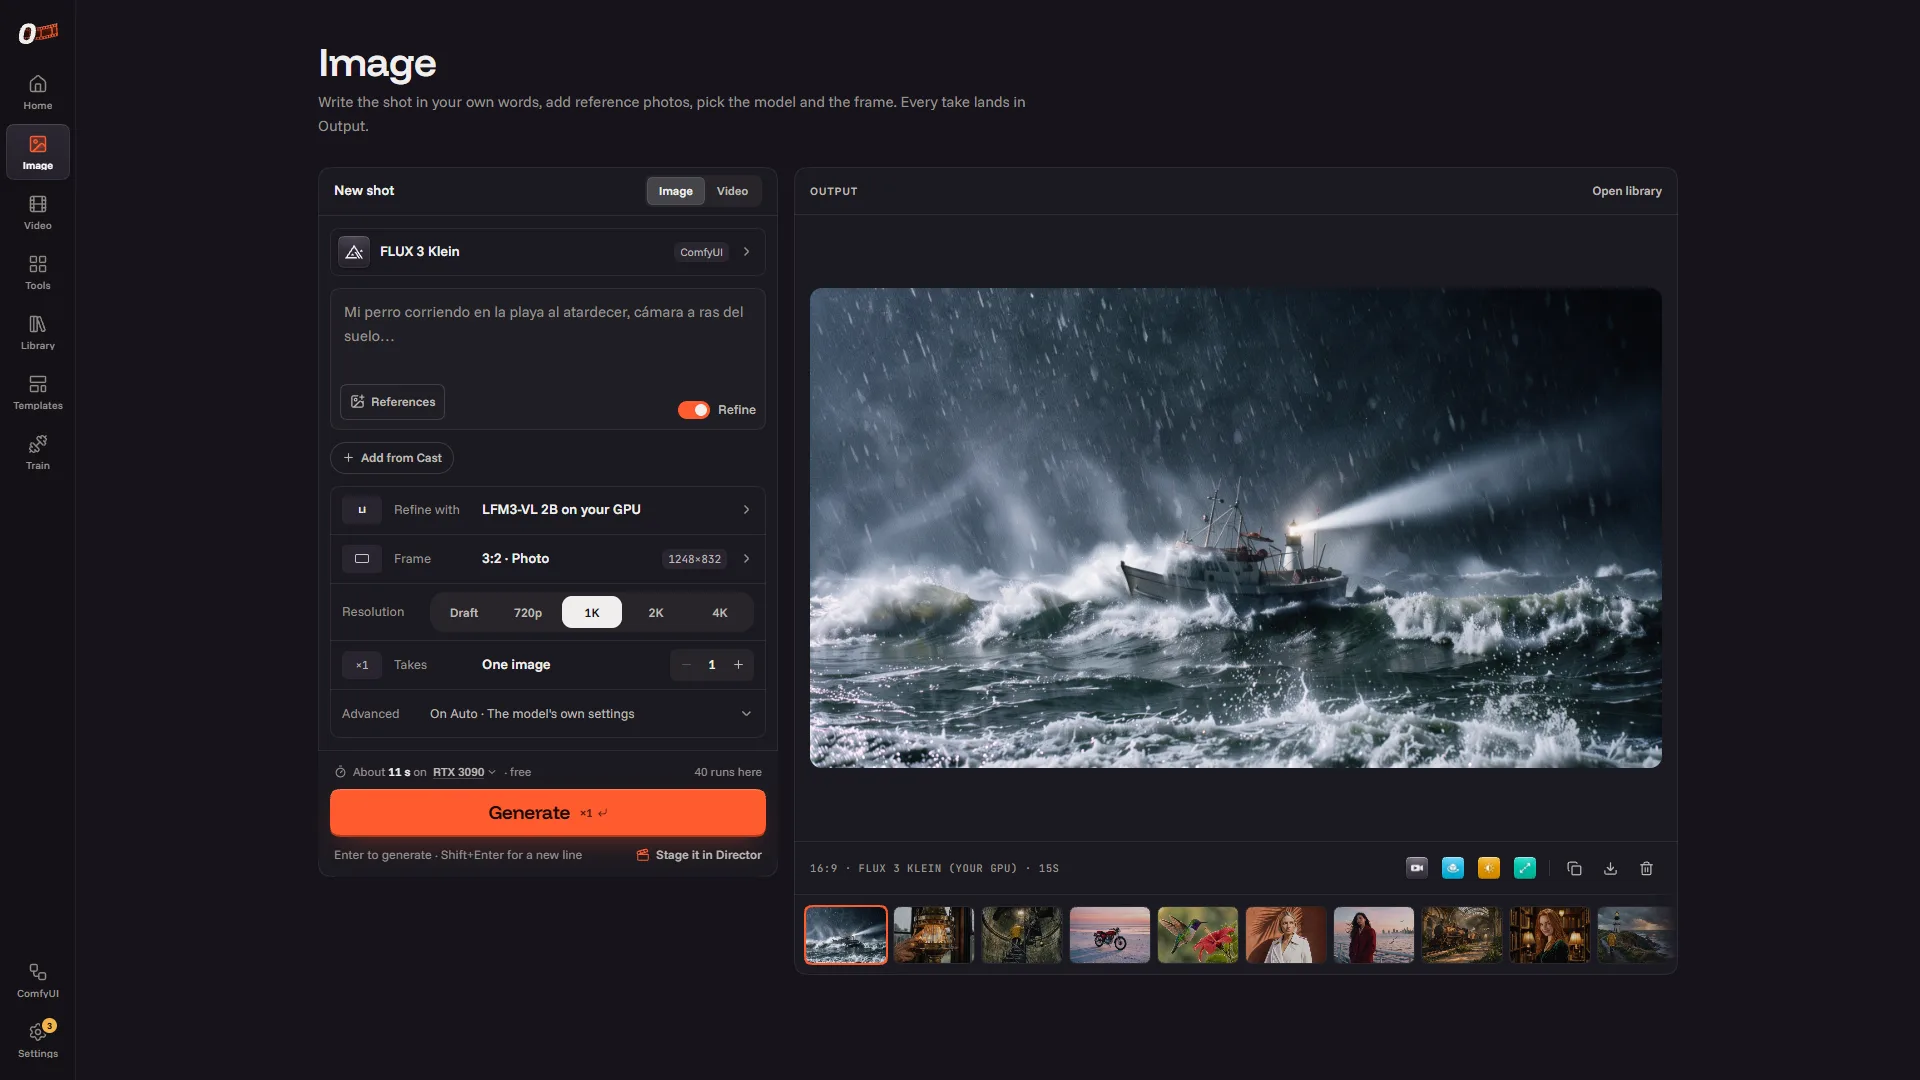 Home
Image
Video
Tools
Library
Templates
Train
ComfyUI
3
Settings
Image
Write the shot in your own words, add reference photos, pick the model and the frame. Every take lands in
Output.
New shot
Image Video
FLUX 3 Klein ComfyUI
Mi perro corriendo en la playa al atardecer, cámara a ras del
suelo…
References
Refine
Add from Cast
LI Refine with LFM3-VL 2B on your GPU
Frame 3:2 · Photo 1248×832
Resolution Draft 720p 1K 2K 4K
×1 Takes One image 1
Advanced On Auto · The model's own settings
About 11 s on RTX 3090 · free 40 runs here
Generate ×1
Enter to generate · Shift+Enter for a new line Stage it in Director
OUTPUT Open library
16:9 · FLUX 3 KLEIN (YOUR GPU) · 15S